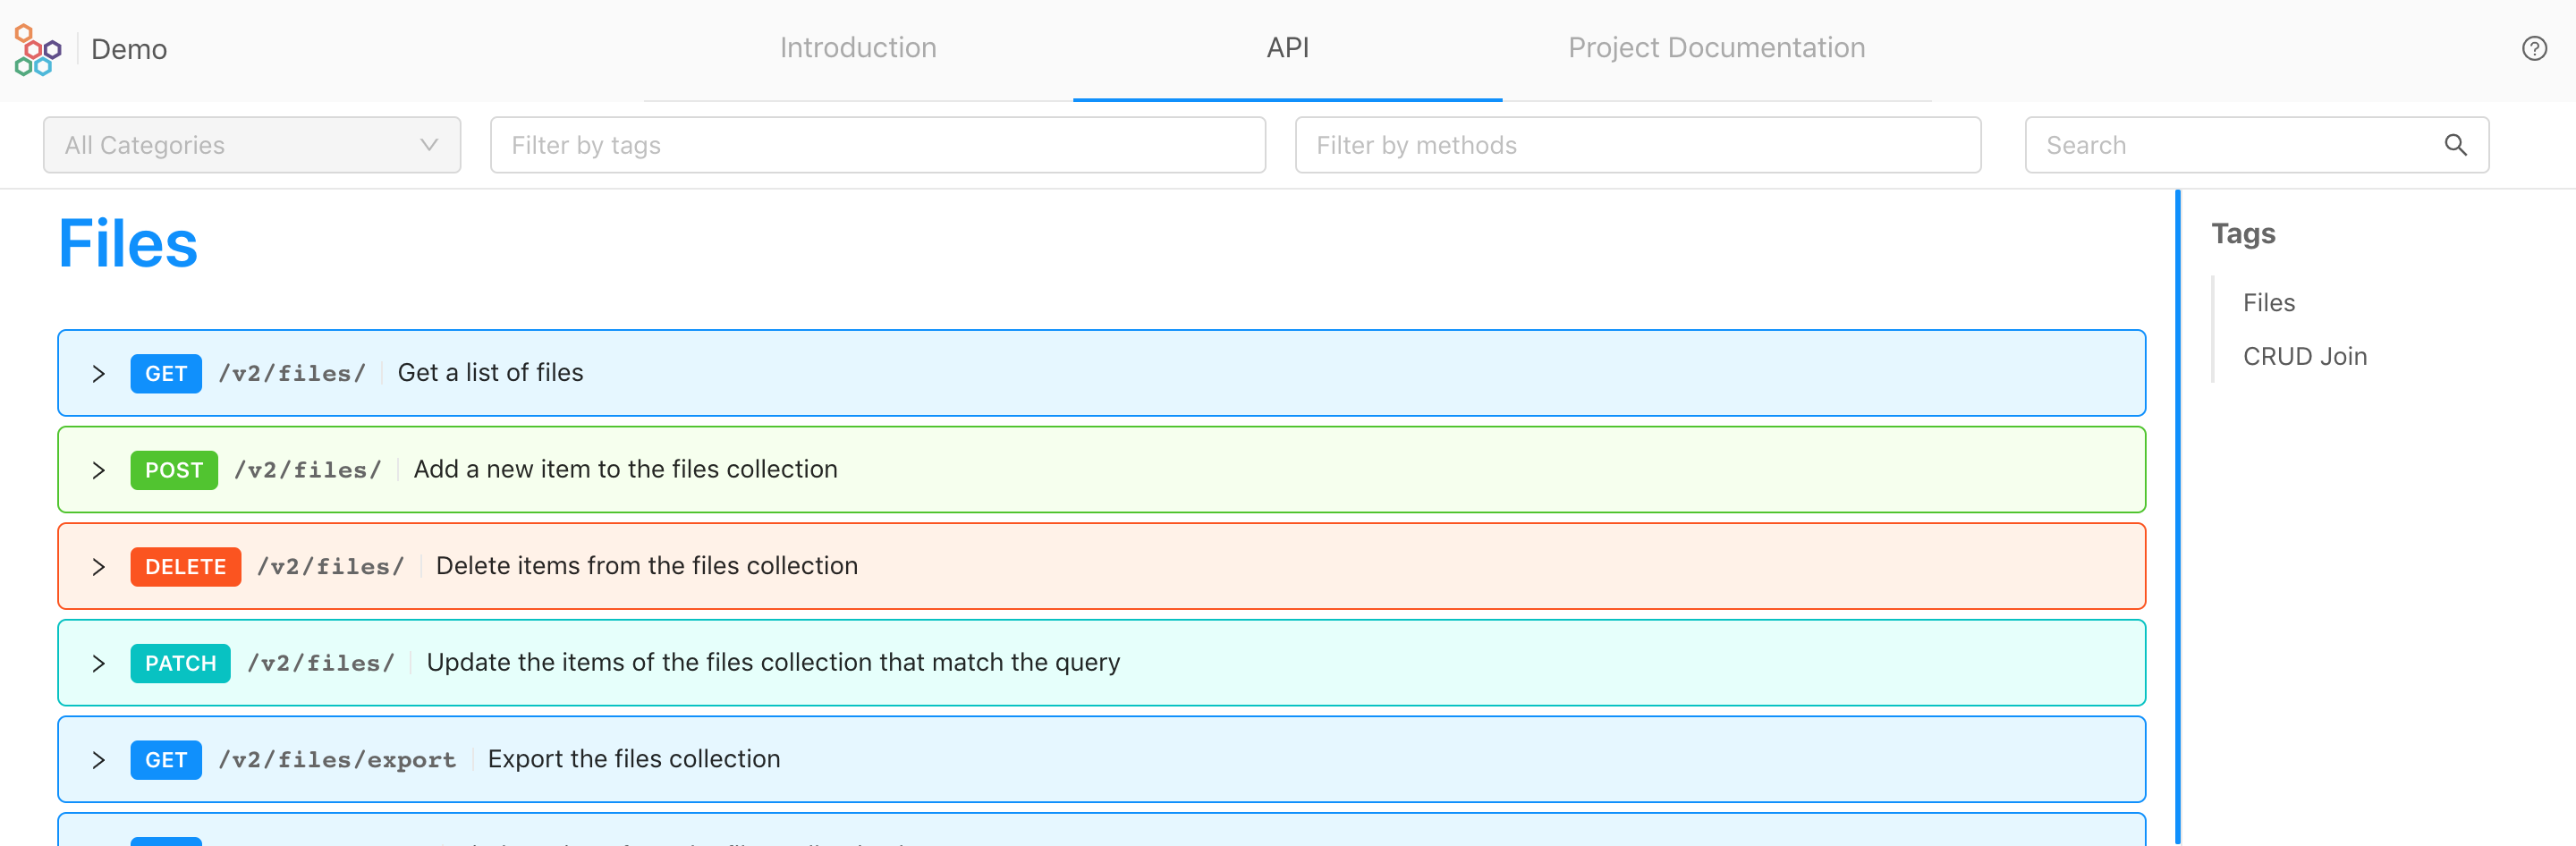 Demo
Introduction
API
Project Documentation
All Categories
Filter by tags
Filter by methods
Search
Files
GET /v2/files/ Get a list of files
POST /v2/files/ Add a new item to the files collection
DELETE /v2/files/ Delete items from the files collection
PATCH /v2/files/ Update the items of the files collection that match the query
GET /v2/files/export Export the files collection
Tags
Files
CRUD Join